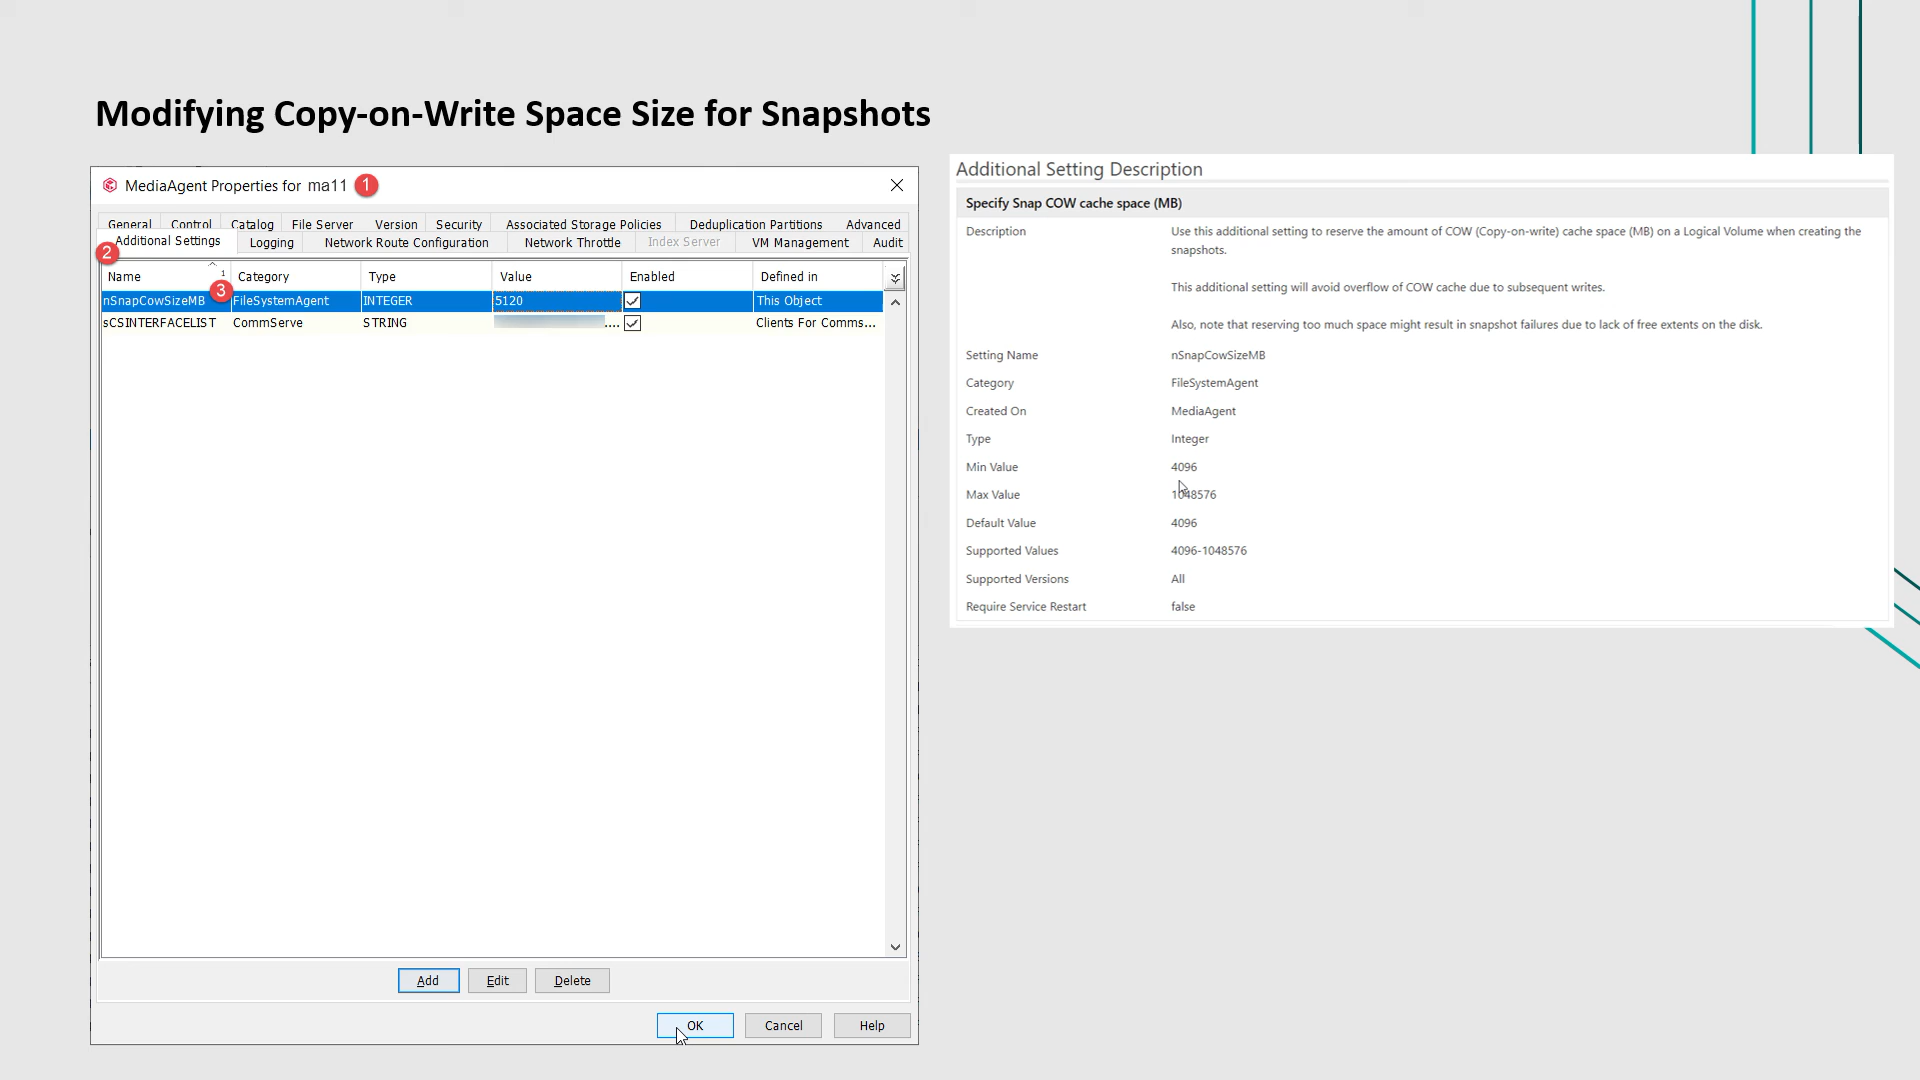 Modifying Copy-on-Write Space Size for Snapshots
MediaAgent Properties for ma11 1
General Control Catalog File Server Version Security Associated Storage Policies Deduplication Partitions Advanced
2 Additional Settings Logging Network Route Configuration Network Throttle Index Server VM Management Audit
Name 1 Category Type Value Enabled Defined in
nSnapCowSizeMB 3 FileSystemAgent INTEGER 5120 This Object
sCSINTERFACELIST CommServe STRING .... Clients For Comms...
Add Edit Delete
OK Cancel Help
Additional Setting Description
Specify Snap COW cache space (MB)
Description Use this additional setting to reserve the amount of COW (Copy-on-write) cache space (MB) on a Logical Volume when creating the
snapshots.
This additional setting will avoid overflow of COW cache due to subsequent writes.
Also, note that reserving too much space might result in snapshot failures due to lack of free extents on the disk.
Setting Name nSnapCowSizeMB
Category FileSystemAgent
Created On MediaAgent
Type Integer
Min Value 4096
Max Value 1048576
Default Value 4096
Supported Values 4096-1048576
Supported Versions All
Require Service Restart false